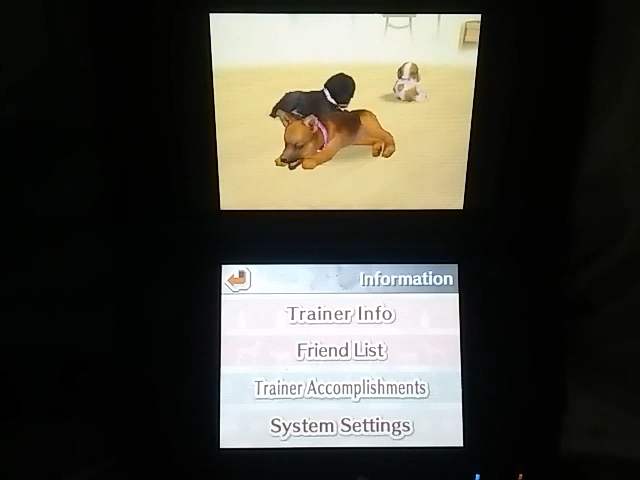 Information
Trainer Info
Friend List
Trainer Accomplishments
System Settings